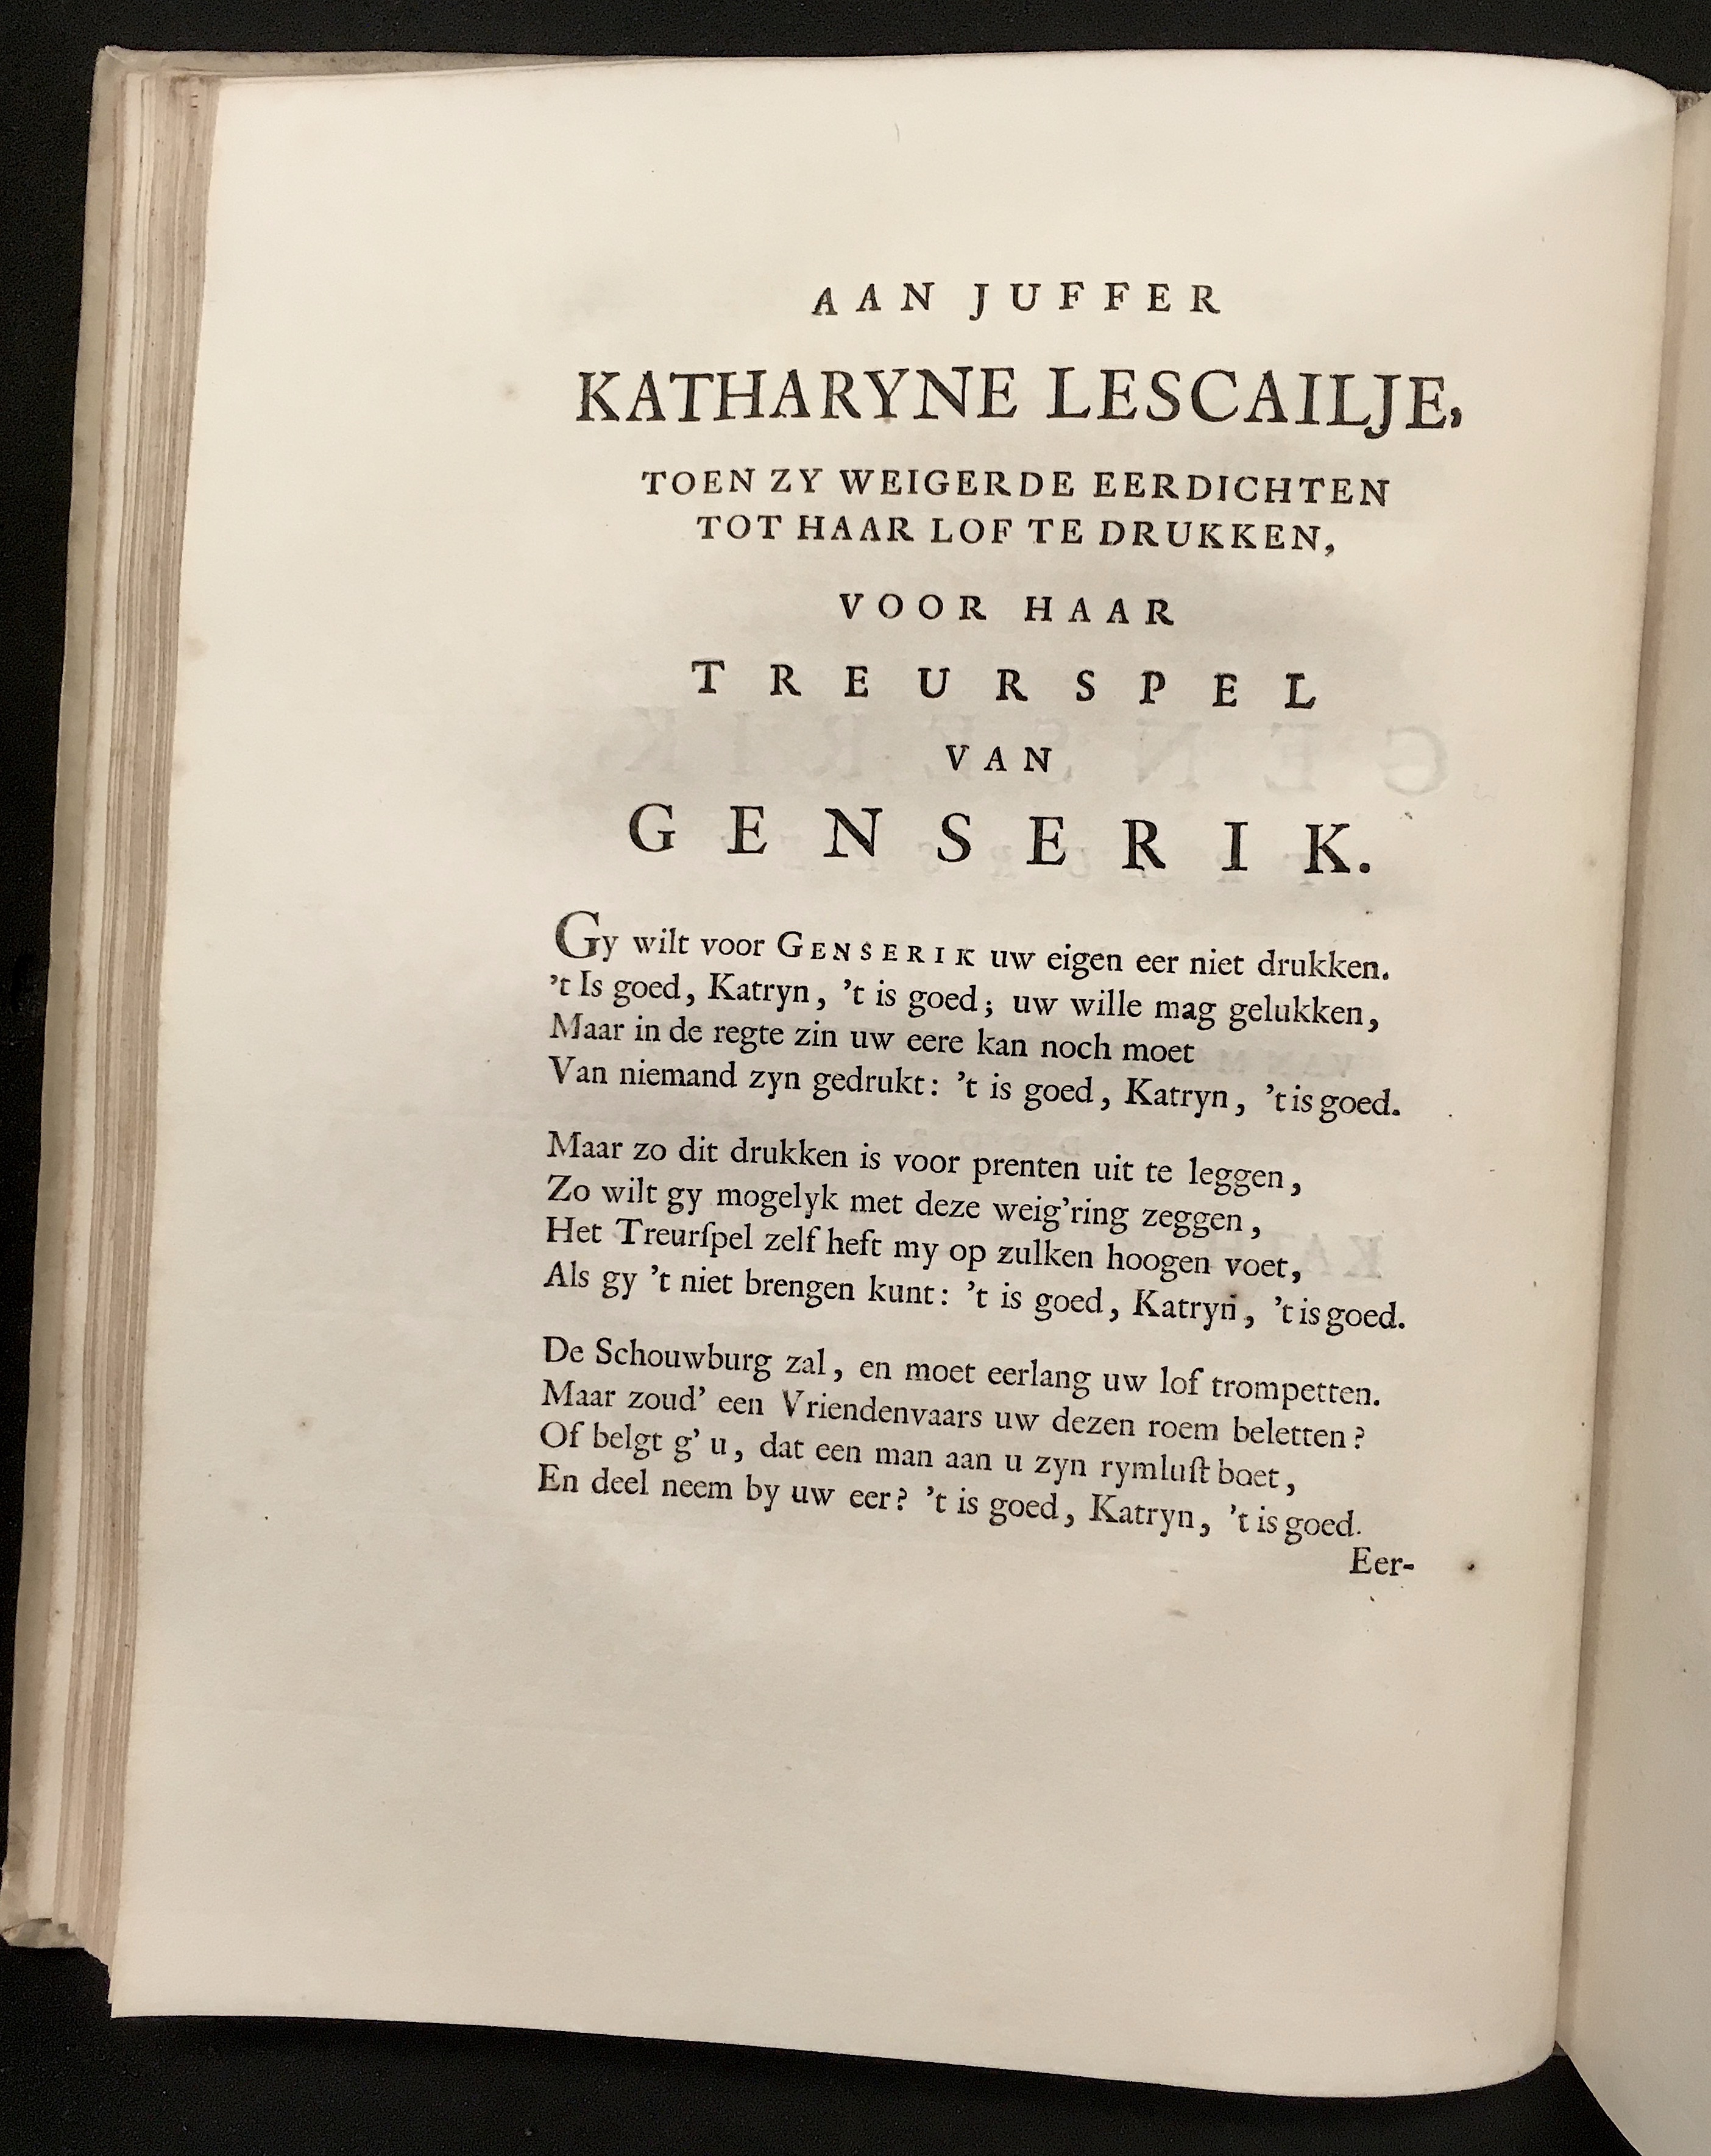 AAN JUFFER
KATHARYNE LESCAILJE,
TOEN ZY WEIGERDE EERDICHTEN
TOT HAAR LOF TE DRUKKEN,
VOOR HAAR
TREURSPEL
VAN
GENSERIK.
Gy wilt voor GENSERIK uw eigen eer niet drukken.
't Is goed, Katryn, 't is goed; uw wille mag gelukken,
Maar in de regte zin uw eere kan noch moet
Van niemand zyn gedrukt: 't is goed, Katryn, 't is goed.
Maar zo dit drukken is voor prenten uit te leggen,
Zo wilt gy mogelyk met deze weig'ring zeggen,
Het Treurſpel zelf heft my op zulken hoogen voet,
Als gy 't niet brengen kunt: 't is goed, Katryn, 't is goed.
De Schouwburg zal, en moet eerlang uw lof trompetten.
Maar zoud' een Vriendenvaars uw dezen roem beletten?
Of belgt g' u, dat een man aan u zyn rymluſt boet,
En deel neem by uw eer? 't is goed, Katryn, 't is goed.
Eer-